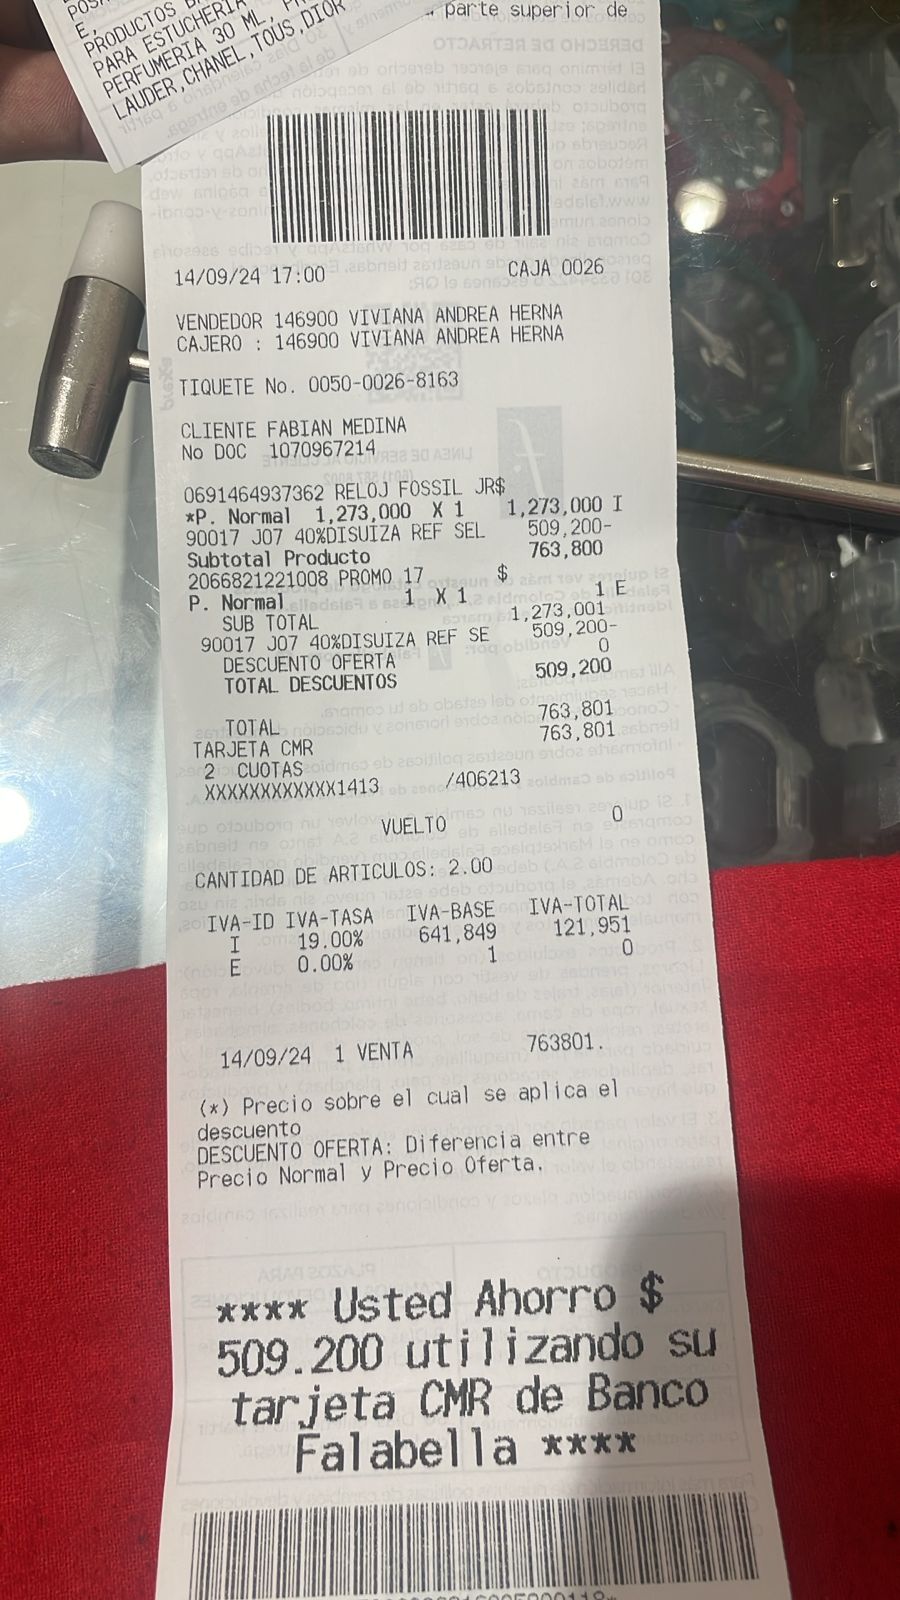 E,
PRODUCTOS
PARA ESTUCHERIA
PERFUMERIA 30 ML,
LAUDER,CHANEL,TOUS,DIOR
parte superior de
14/09/24 17:00 CAJA 0026
VENDEDOR 146900 VIVIANA ANDREA HERNA
CAJERO : 146900 VIVIANA ANDREA HERNA
TIQUETE No. 0050-0026-8163
CLIENTE FABIAN MEDINA
No DOC 1070967214
0691464937362 RELOJ FOSSIL JR$
*P. Normal 1,273,000 X 1 1,273,000 I
90017 J07 40%DISUIZA REF SEL 509,200-
Subtotal Producto 763,800
2066821221008 PROMO 17 $
P. Normal 1 X 1 1 E
SUB TOTAL 1,273,001
90017 J07 40%DISUIZA REF SE 509,200-
DESCUENTO OFERTA 0
TOTAL DESCUENTOS 509,200
TOTAL 763,801
TARJETA CMR 763,801
2 CUOTAS
XXXXXXXXXXXX1413 /406213
VUELTO 0
CANTIDAD DE ARTICULOS: 2.00
IVA-ID IVA-TASA IVA-BASE IVA-TOTAL
I 19.00% 641,849 121,951
E 0.00% 1 0
14/09/24 1 VENTA 763801.
(*) Precio sobre el cual se aplica el
descuento
DESCUENTO OFERTA: Diferencia entre
Precio Normal y Precio Oferta.
**** Usted Ahorro $
509.200 utilizando su
tarjeta CMR de Banco
Falabella ****